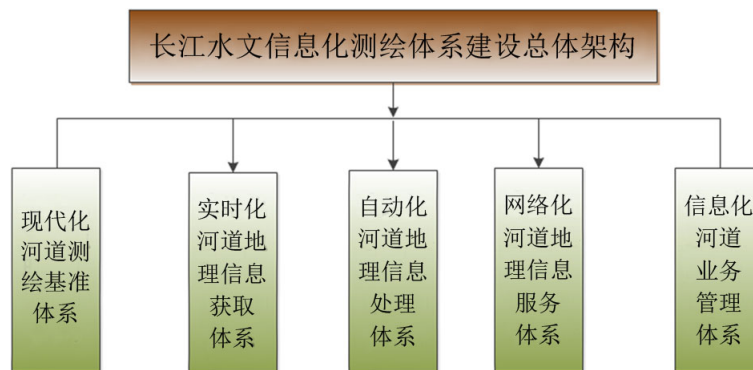 长江水文信息化测绘体系建设总体架构
现代化
河道测
绘基准
体系
实时化
河道地
理信息
获取
体系
自动化
河道地
理信息
处理
体系
网络化
河道地
理信息
服务
体系
信息化
河道
业务
管理
体系